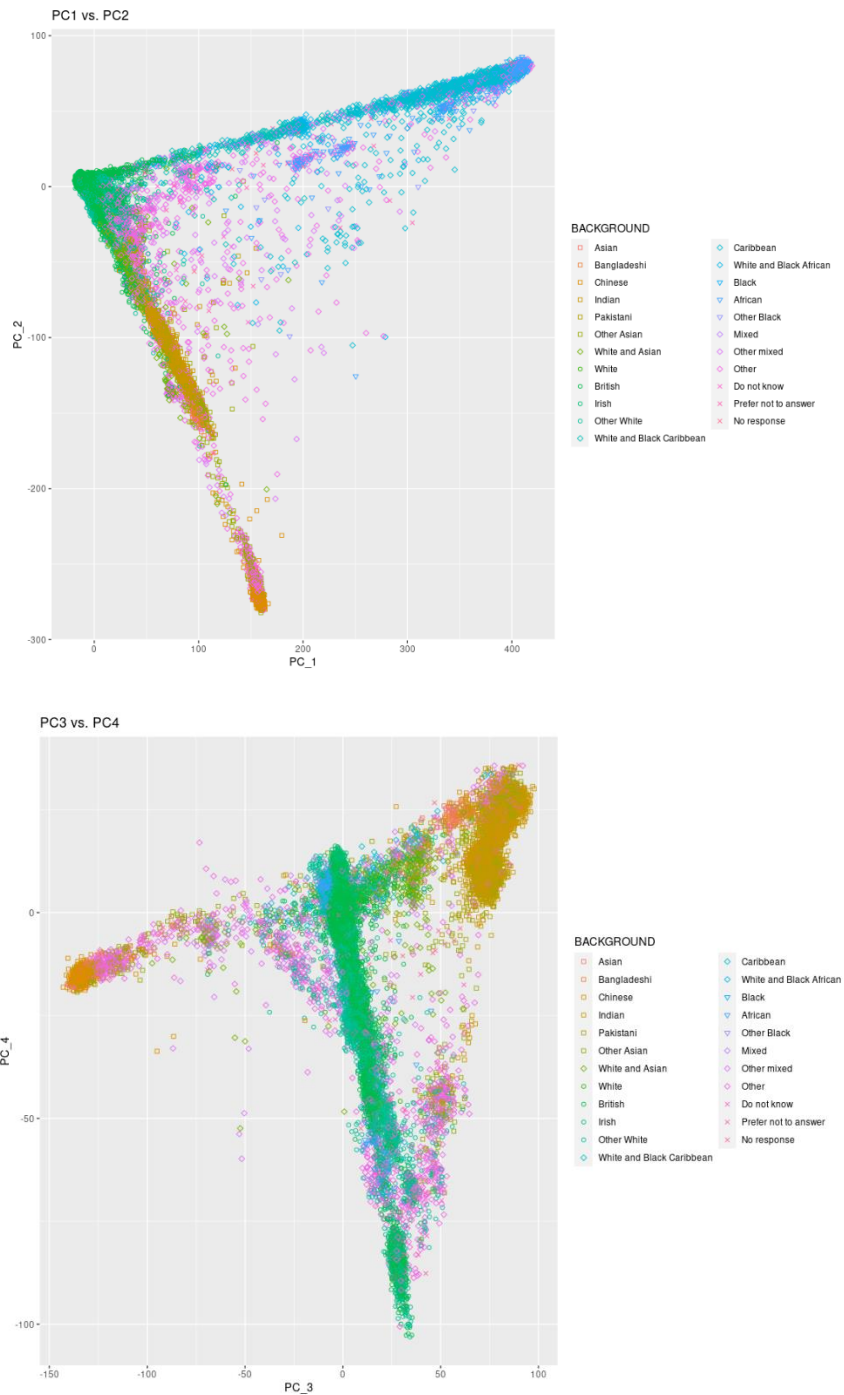 PC1 vs. PC2
100
0
-100
-200
-300
PC_2
0
100
200
300
400
PC_1
BACKGROUND
Asian
Bangladeshi
Chinese
Indian
Pakistani
Other Asian
White and Asian
White
British
Irish
Other White
White and Black Caribbean
Caribbean
White and Black African
Black
African
Other Black
Mixed
Other mixed
Other
Do not know
Prefer not to answer
No response
PC3 vs. PC4
0
-50
-100
PC_4
-150
-100
-50
0
50
100
PC_3
BACKGROUND
Asian
Bangladeshi
Chinese
Indian
Pakistani
Other Asian
White and Asian
White
British
Irish
Other White
White and Black Caribbean
Caribbean
White and Black African
Black
African
Other Black
Mixed
Other mixed
Other
Do not know
Prefer not to answer
No response